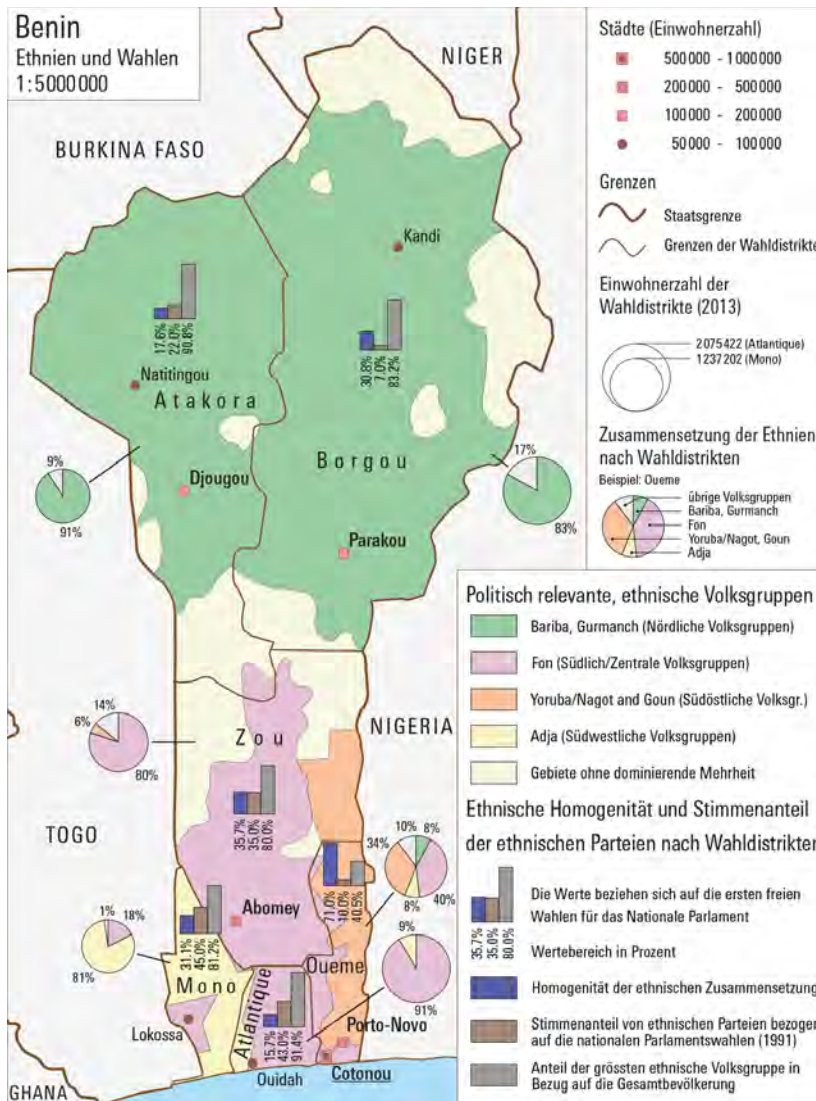 Benin
Ethnien und Wahlen
1:5000000
NIGER
BURKINA FASO
Kandi
17.6%
22.0%
90.8%
30.8%
7.0%
83.2%
Natitingou
Atakora
Borgou
9%
91%
Djougou
17%
83%
Parakou
Zou
NIGERIA
14%
6%
80%
TOGO
35.7%
35.0%
80.0%
10%
8%
34%
40%
8%
71.0%
10.0%
40.5%
Abomey
31.1%
45.0%
81.2%
1%
18%
81%
9%
91%
Oueme
Mono
Atlantique
Lokossa
15.7%
43.0%
91.4%
Porto-Novo
Ouidah
Cotonou
GHANA
Städte (Einwohnerzahl)
500000 - 1000000
200000 - 500000
100000 - 200000
50000 - 100000
Grenzen
Staatsgrenze
Grenzen der Wahldistrikte
Einwohnerzahl der
Wahldistrikte (2013)
2075422 (Atlantique)
1237202 (Mono)
Zusammensetzung der Ethnien
nach Wahldistrikten
Beispiel: Oueme
übrige Volksgruppen
Bariba, Gurmanch
Fon
Yoruba/Nagot, Goun
Adja
Politisch relevante, ethnische Volksgruppen
Bariba, Gurmanch (Nördliche Volksgruppen)
Fon (Südlich/Zentrale Volksgruppen)
Yoruba/Nagot and Goun (Südöstliche Volksgr.)
Adja (Südwestliche Volksgruppen)
Gebiete ohne dominierende Mehrheit
Ethnische Homogenität und Stimmenanteil
der ethnischen Parteien nach Wahldistrikten
35.7%
35.0%
80.0%
Die Werte beziehen sich auf die ersten freien
Wahlen für das Nationale Parlament
Wertebereich in Prozent
Homogenität der ethnischen Zusammensetzung
Stimmenanteil von ethnischen Parteien bezogen
auf die nationalen Parlamentswahlen (1991)
Anteil der grössten ethnische Volksgruppe in
Bezug auf die Gesamtbevölkerung